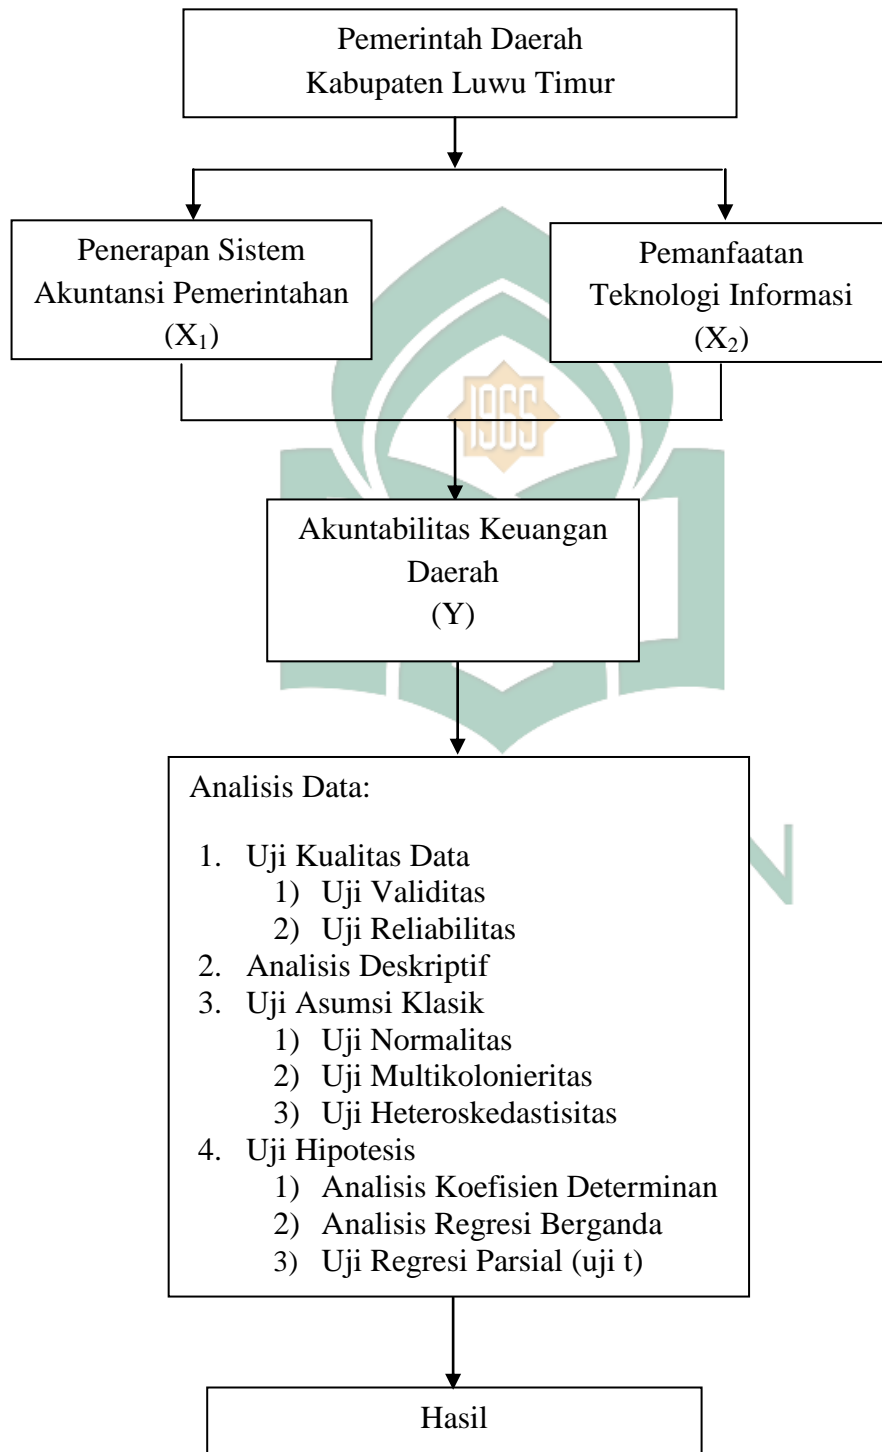 Pemerintah Daerah
Kabupaten Luwu Timur
Penerapan Sistem
Akuntansi Pemerintahan
(X₁)
Pemanfaatan
Teknologi Informasi
(X₂)
1965
Akuntabilitas Keuangan
Daerah
(Y)
Analisis Data:
1. Uji Kualitas Data
1) Uji Validitas
2) Uji Reliabilitas
2. Analisis Deskriptif
3. Uji Asumsi Klasik
1) Uji Normalitas
2) Uji Multikolonieritas
3) Uji Heteroskedastisitas
4. Uji Hipotesis
1) Analisis Koefisien Determinan
2) Analisis Regresi Berganda
3) Uji Regresi Parsial (uji t)
N
Hasil